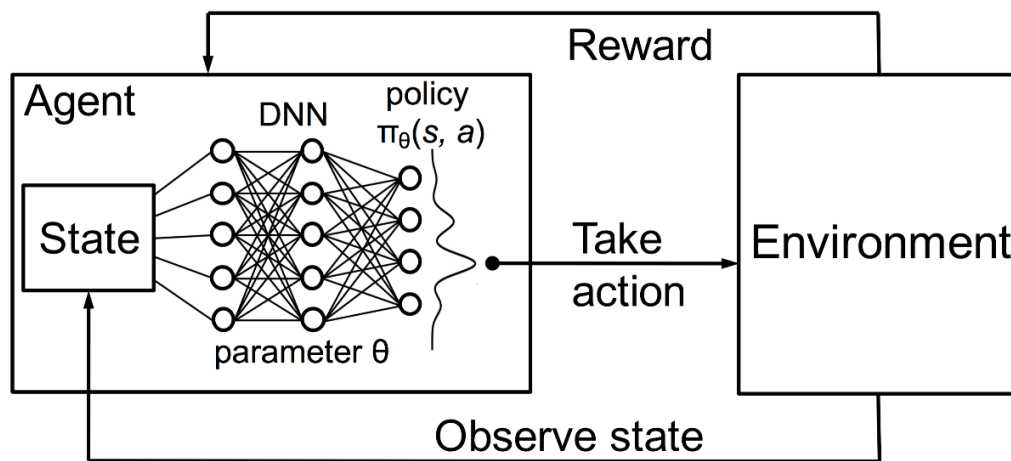 Reward
Agent
policy
DNN
πθ(s, a)
State
Take
action
Environment
parameter θ
Observe state